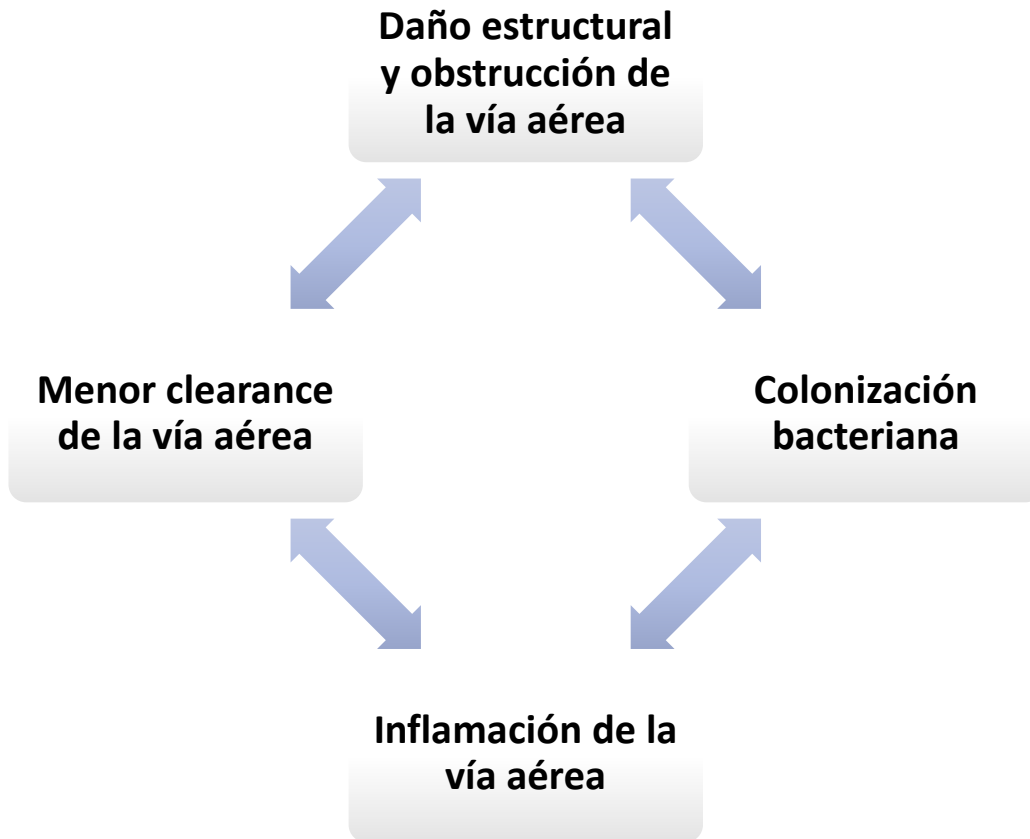 Daño estructural
y obstrucción de
la vía aérea
Menor clearance
de la vía aérea
Colonización
bacteriana
Inflamación de la
vía aérea